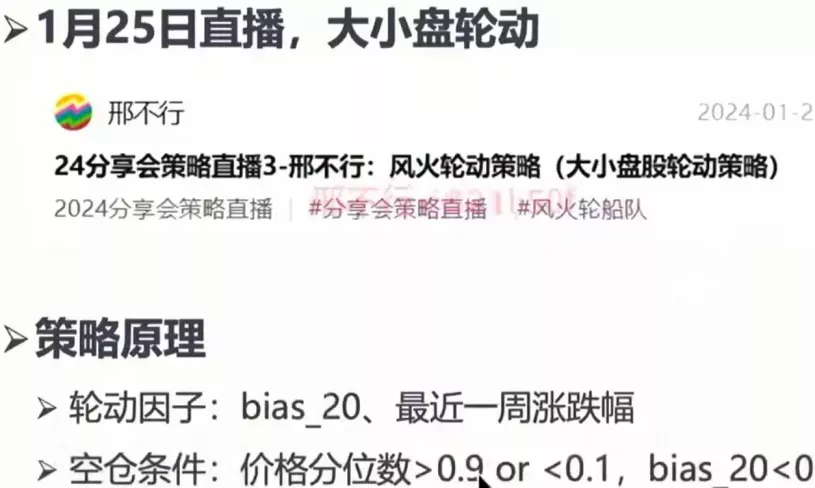 1月25日直播，大小盘轮动
邢不行 2024-01-2
24分享会策略直播3-邢不行：风火轮动策略（大小盘股轮动策略）
2024分享会策略直播 | #分享会策略直播 #风火轮船队
策略原理
轮动因子：bias_20、最近一周涨跌幅
空仓条件：价格分位数>0.9 or <0.1，bias_20<0